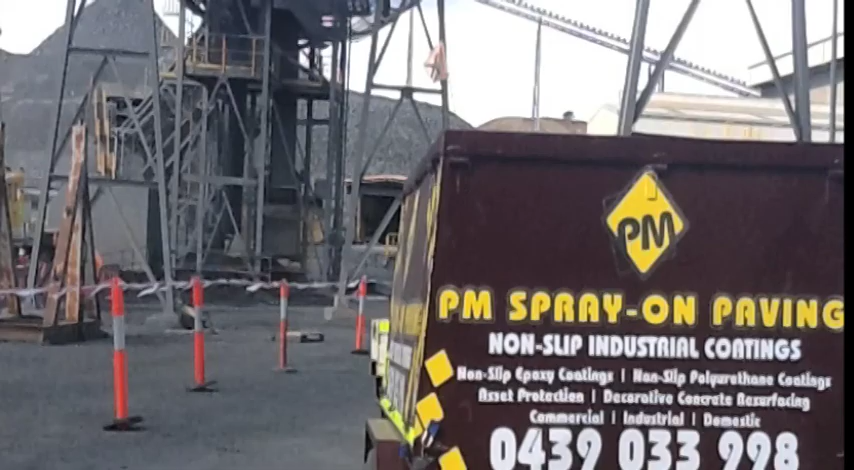 PM
PM SPRAY-ON PAVING
NON-SLIP INDUSTRIAL COATINGS
Non-Slip Epoxy Coatings | Non-Slip Polyurethane Coatings
Asset Protection | Decorative Concrete Resurfacing
Commercial | Industrial | Domestic
0439 033 998